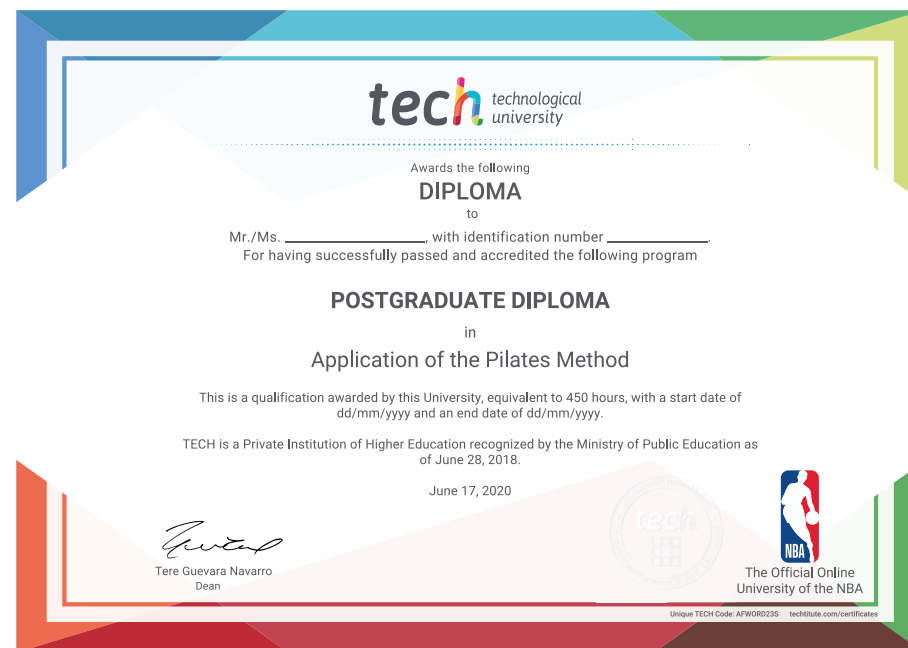 tech technological
university
Awards the following
DIPLOMA
to
Mr./Ms. ____________, with identification number ____________.
For having successfully passed and accredited the following program
POSTGRADUATE DIPLOMA
in
Application of the Pilates Method
This is a qualification awarded by this University, equivalent to 450 hours, with a start date of
dd/mm/yyyy and an end date of dd/mm/yyyy.
TECH is a Private Institution of Higher Education recognized by the Ministry of Public Education as
of June 28, 2018.
June 17, 2020
tech
Tere Guevara Navarro
Dean
NBA
The Official Online
University of the NBA
Unique TECH Code: AFWORD23S techtitute.com/certificates